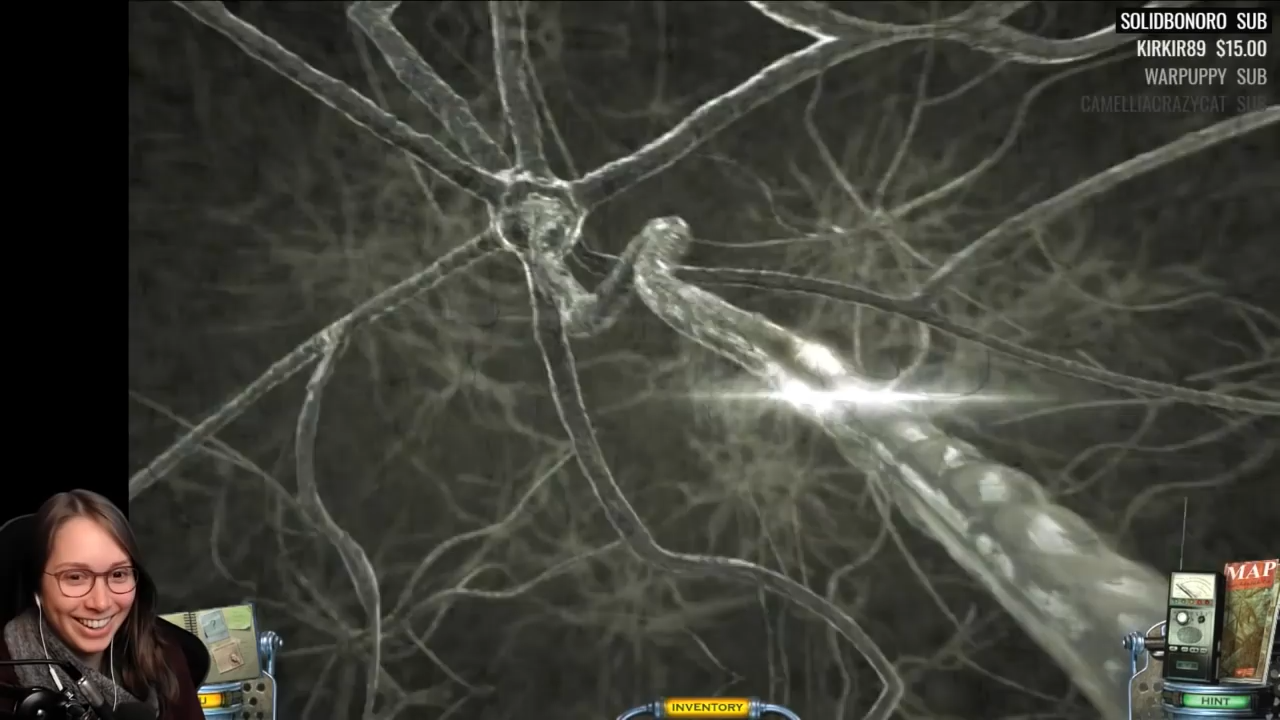 SOLIDBONORO SUB
KIRKIR89 $15.00
WARPUPPY SUB
CAMELLIACRAZYCAT SUB
MAP
U
INVENTORY
HINT